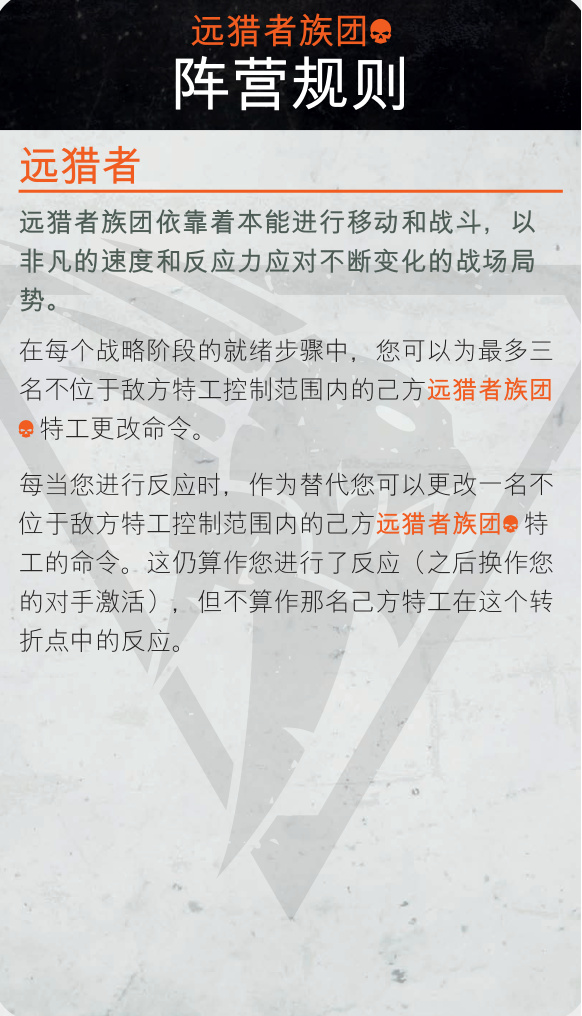 远猎者族团
阵营规则
远猎者
远猎者族团依靠着本能进行移动和战斗，以
非凡的速度和反应力应对不断变化的战场局
势。
在每个战略阶段的就绪步骤中，您可以为最多三
名不位于敌方特工控制范围内的己方远猎者族团
特工更改命令。
每当您进行反应时，作为替代您可以更改一名不
位于敌方特工控制范围内的己方远猎者族团特
工的命令。这仍算作您进行了反应（之后换作您
的对手激活），但不算作那名己方特工在这个转
折点中的反应。